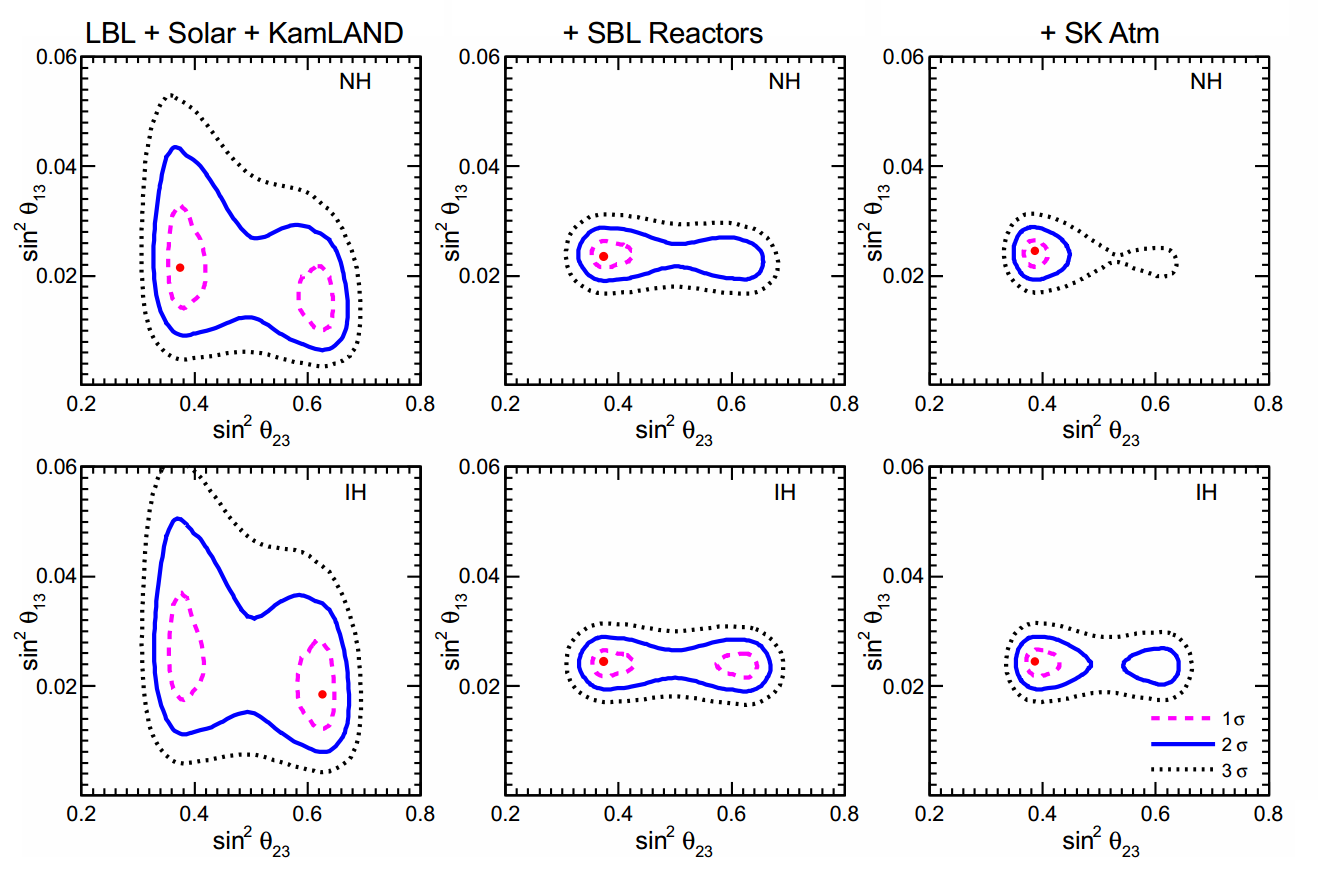 LBL + Solar + KamLAND
+ SBL Reactors
+ SK Atm
0.06
0.04
0.02
sin² θ₁₃
NH
0.2
0.4
0.6
0.8
sin² θ₂₃
0.06
0.04
0.02
sin² θ₁₃
NH
0.2
0.4
0.6
0.8
sin² θ₂₃
0.06
0.04
0.02
sin² θ₁₃
NH
0.2
0.4
0.6
0.8
sin² θ₂₃
0.06
0.04
0.02
sin² θ₁₃
IH
0.2
0.4
0.6
0.8
sin² θ₂₃
0.06
0.04
0.02
sin² θ₁₃
IH
0.2
0.4
0.6
0.8
sin² θ₂₃
0.06
0.04
0.02
sin² θ₁₃
IH
1σ
2 σ
3 σ
0.2
0.4
0.6
0.8
sin² θ₂₃